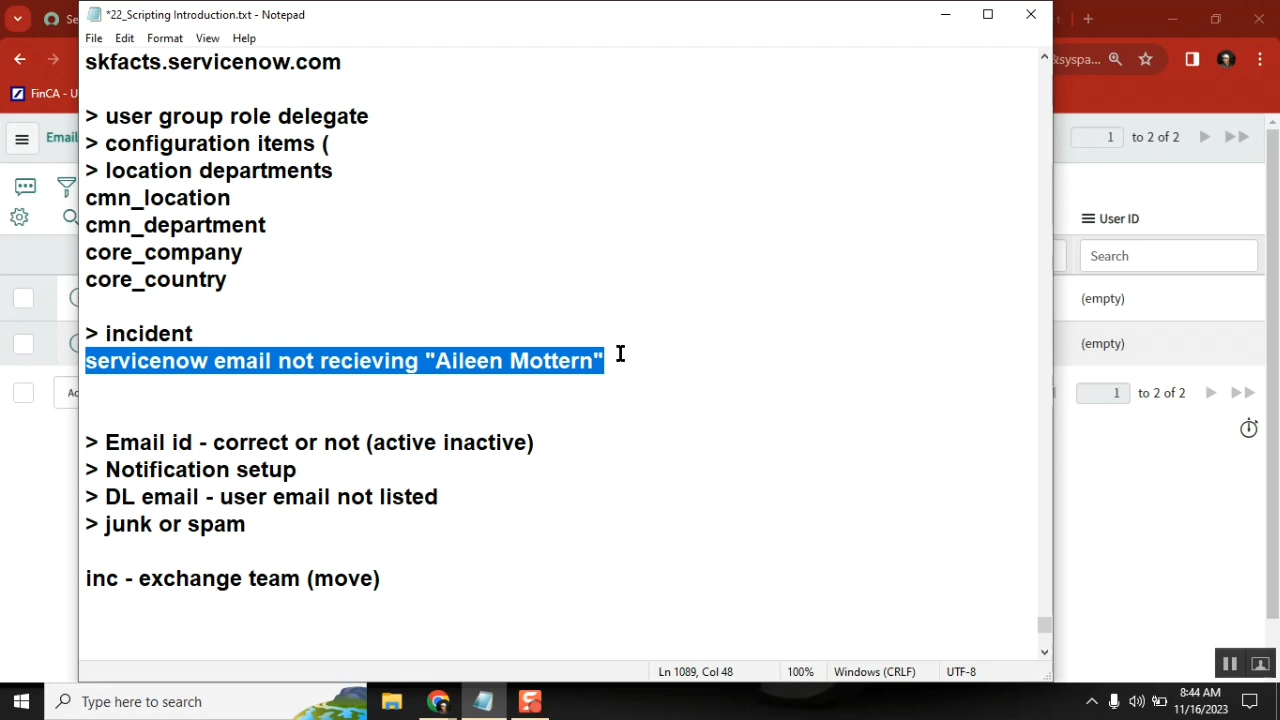 *22_Scripting Introduction.txt - Notepad
File Edit Format View Help
skfacts.servicenow.com
> user group role delegate
> configuration items (
> location departments
cmn_location
cmn_department
core_company
core_country
> incident
servicenow email not recieving "Aileen Mottern"
> Email id - correct or not (active inactive)
> Notification setup
> DL email - user email not listed
> junk or spam
inc - exchange team (move)
Ln 1089, Col 48 100% Windows (CRLF) UTF-8
Se
FinCA - U
Email
Ac
&syspa...
1 to 2 of 2
User ID
Search
(empty)
(empty)
1 to 2 of 2
Type here to search
8:44 AM
11/16/2023